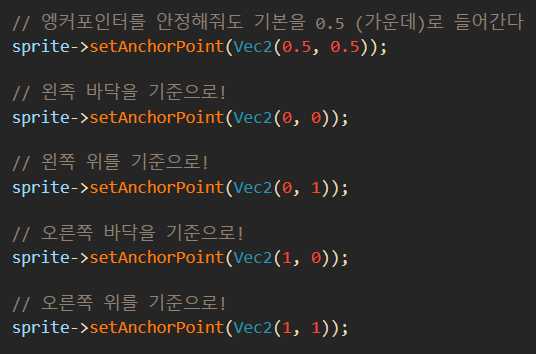 // 엥커포인터를 안정해줘도 기본을 0.5 (가운데)로 들어간다
sprite->setAnchorPoint(Vec2(0.5, 0.5));
// 왼족 바닥을 기준으로!
sprite->setAnchorPoint(Vec2(0, 0));
// 왼쪽 위를 기준으로!
sprite->setAnchorPoint(Vec2(0, 1));
// 오른쪽 바닥을 기준으로!
sprite->setAnchorPoint(Vec2(1, 0));
// 오른쪽 위를 기준으로!
sprite->setAnchorPoint(Vec2(1, 1));